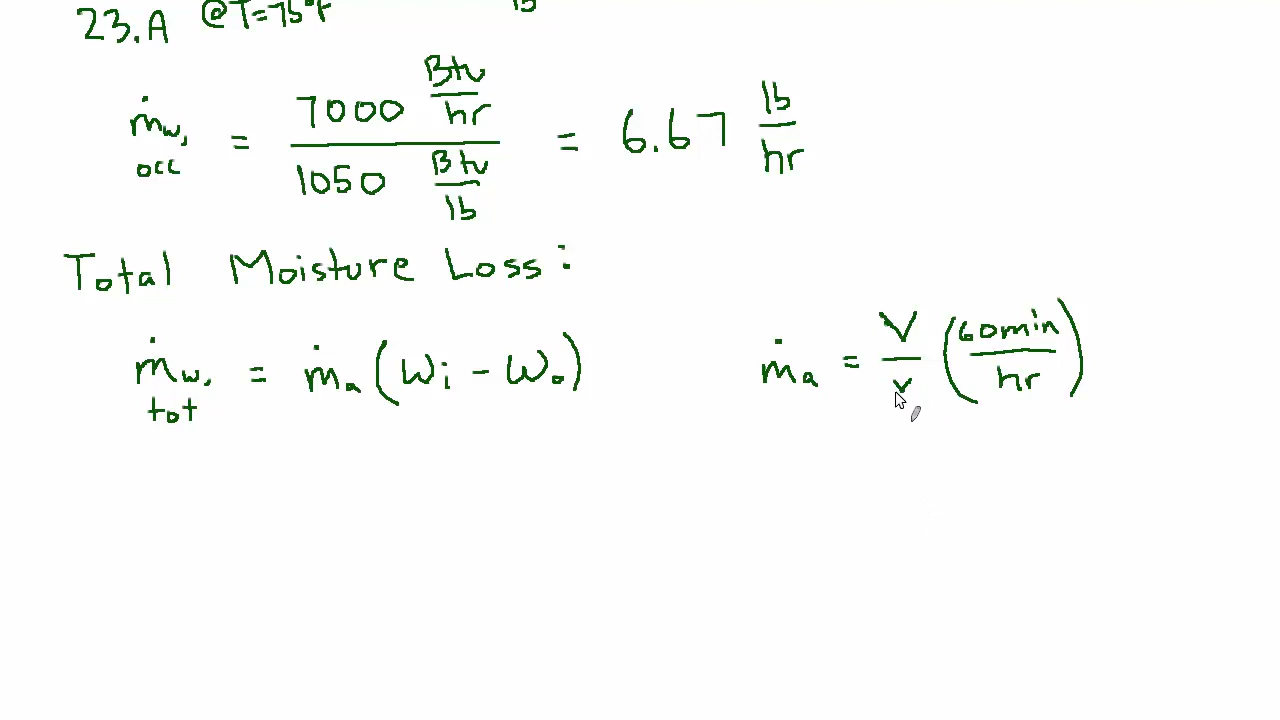 23.A @T=75°F lb
ṁw,occ = 7000 Btu/hr / 1050 Btu/lb = 6.67 lb/hr
Total Moisture Loss:
ṁw,tot = ṁa (Wi - Wo) ṁa = V/v (60min/hr)